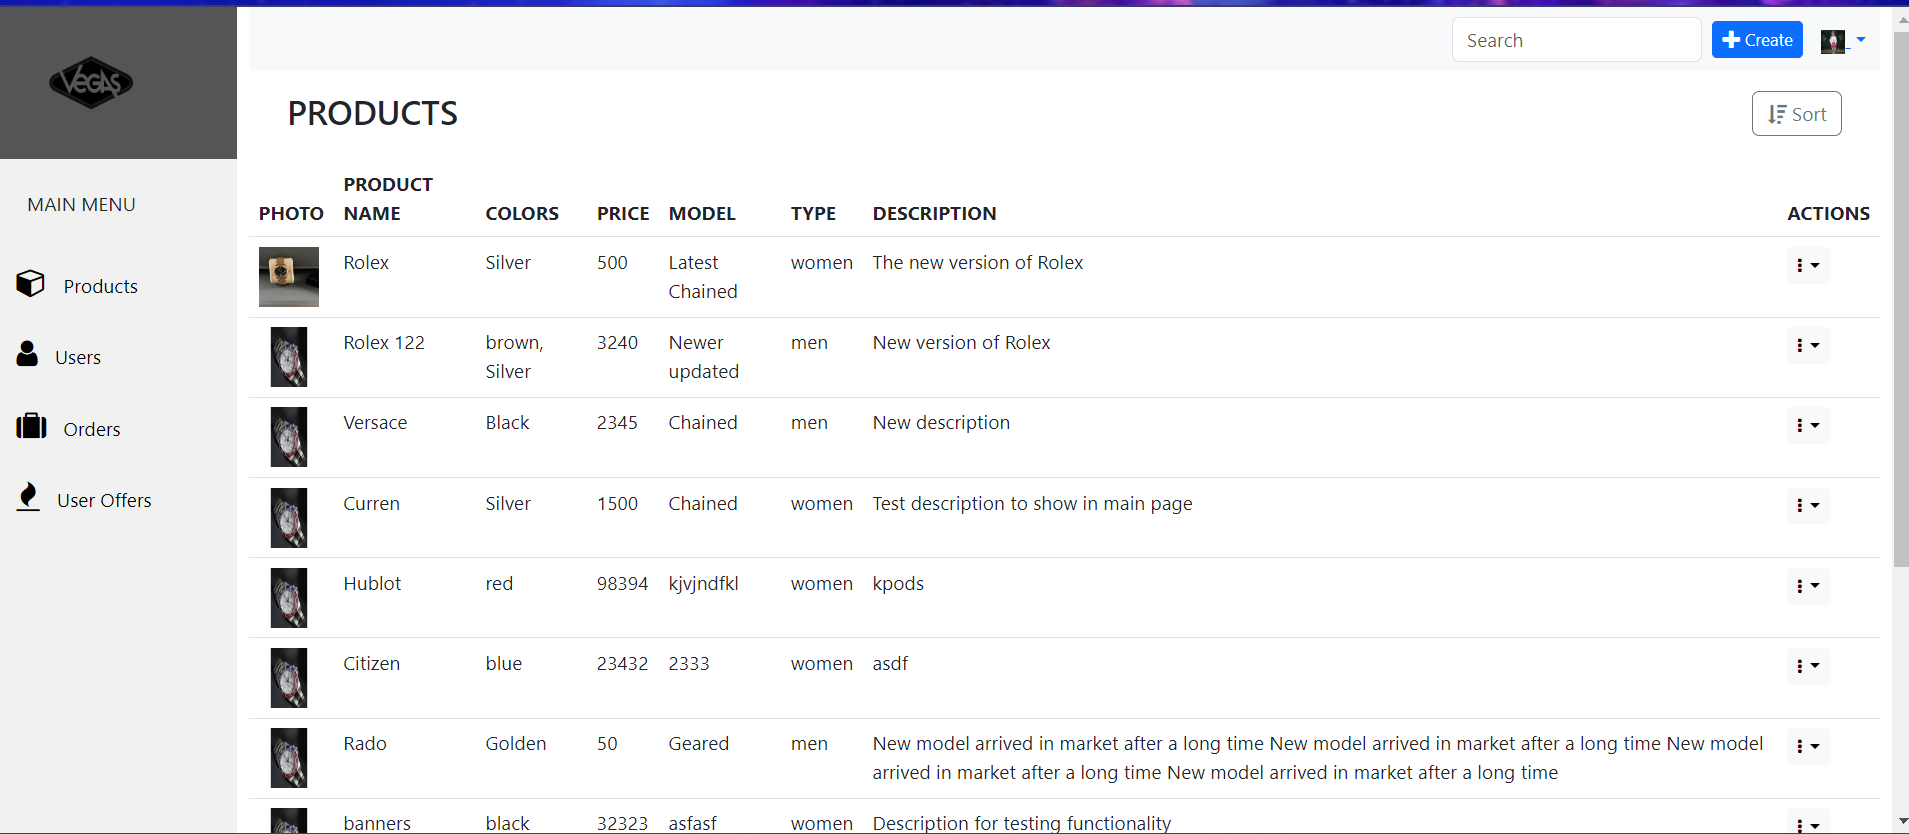 VEGAS
Search
Create
PRODUCTS
Sort
MAIN MENU
Products
Users
Orders
User Offers
PHOTO PRODUCT NAME COLORS PRICE MODEL TYPE DESCRIPTION ACTIONS
Rolex Silver 500 Latest Chained women The new version of Rolex
Rolex 122 brown, Silver 3240 Newer updated men New version of Rolex
Versace Black 2345 Chained men New description
Curren Silver 1500 Chained women Test description to show in main page
Hublot red 98394 kjvjndfkl women kpods
Citizen blue 23432 2333 women asdf
Rado Golden 50 Geared men New model arrived in market after a long time New model arrived in market after a long time New model
arrived in market after a long time New model arrived in market after a long time
banners black 32323 asfasf women Description for testing functionality